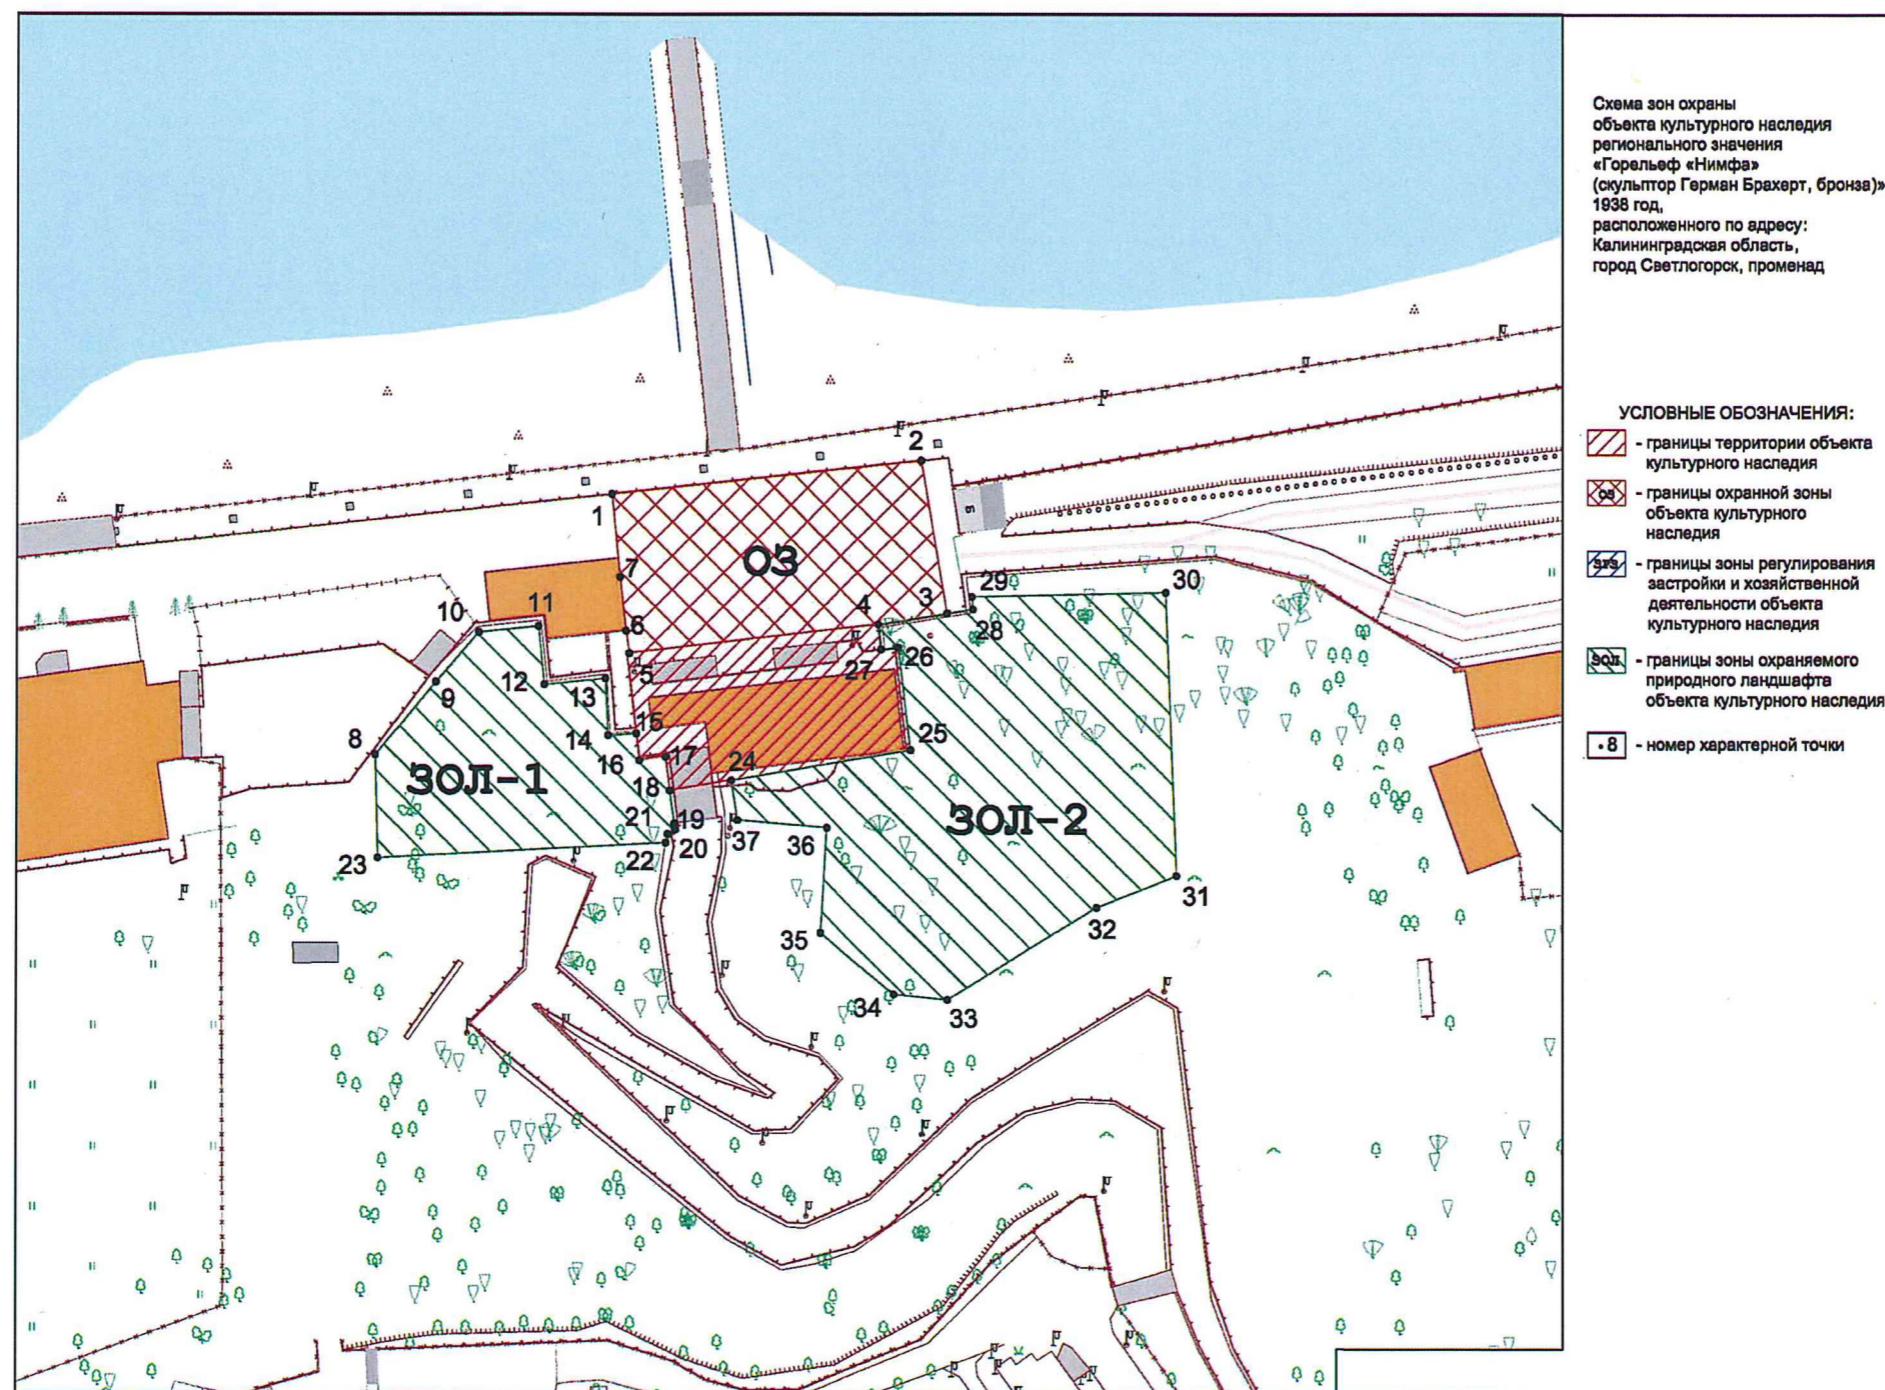 Схема зон охраны
объекта культурного наследия
регионального значения
«Горельеф «Нимфа»
(скульптор Герман Брахерт, бронза)»
1938 год,
расположенного по адресу:
Калининградская область,
город Светлогорск, променад
УСЛОВНЫЕ ОБОЗНАЧЕНИЯ:
- границы территории объекта
культурного наследия
ОЗ - границы охранной зоны
объекта культурного
наследия
- границы зоны регулирования
застройки и хозяйственной
деятельности объекта
культурного наследия
ЗОЛ - границы зоны охраняемого
природного ландшафта
объекта культурного наследия
•8 - номер характерной точки
2
1
s
ОЗ
7
29
30
10
11
4
3
6
28
5
27
26
9
12
13
15
14
25
8
16
17
24
ЗОЛ-1
18
ЗОЛ-2
21
19
37
36
20
22
23
31
32
35
34
33